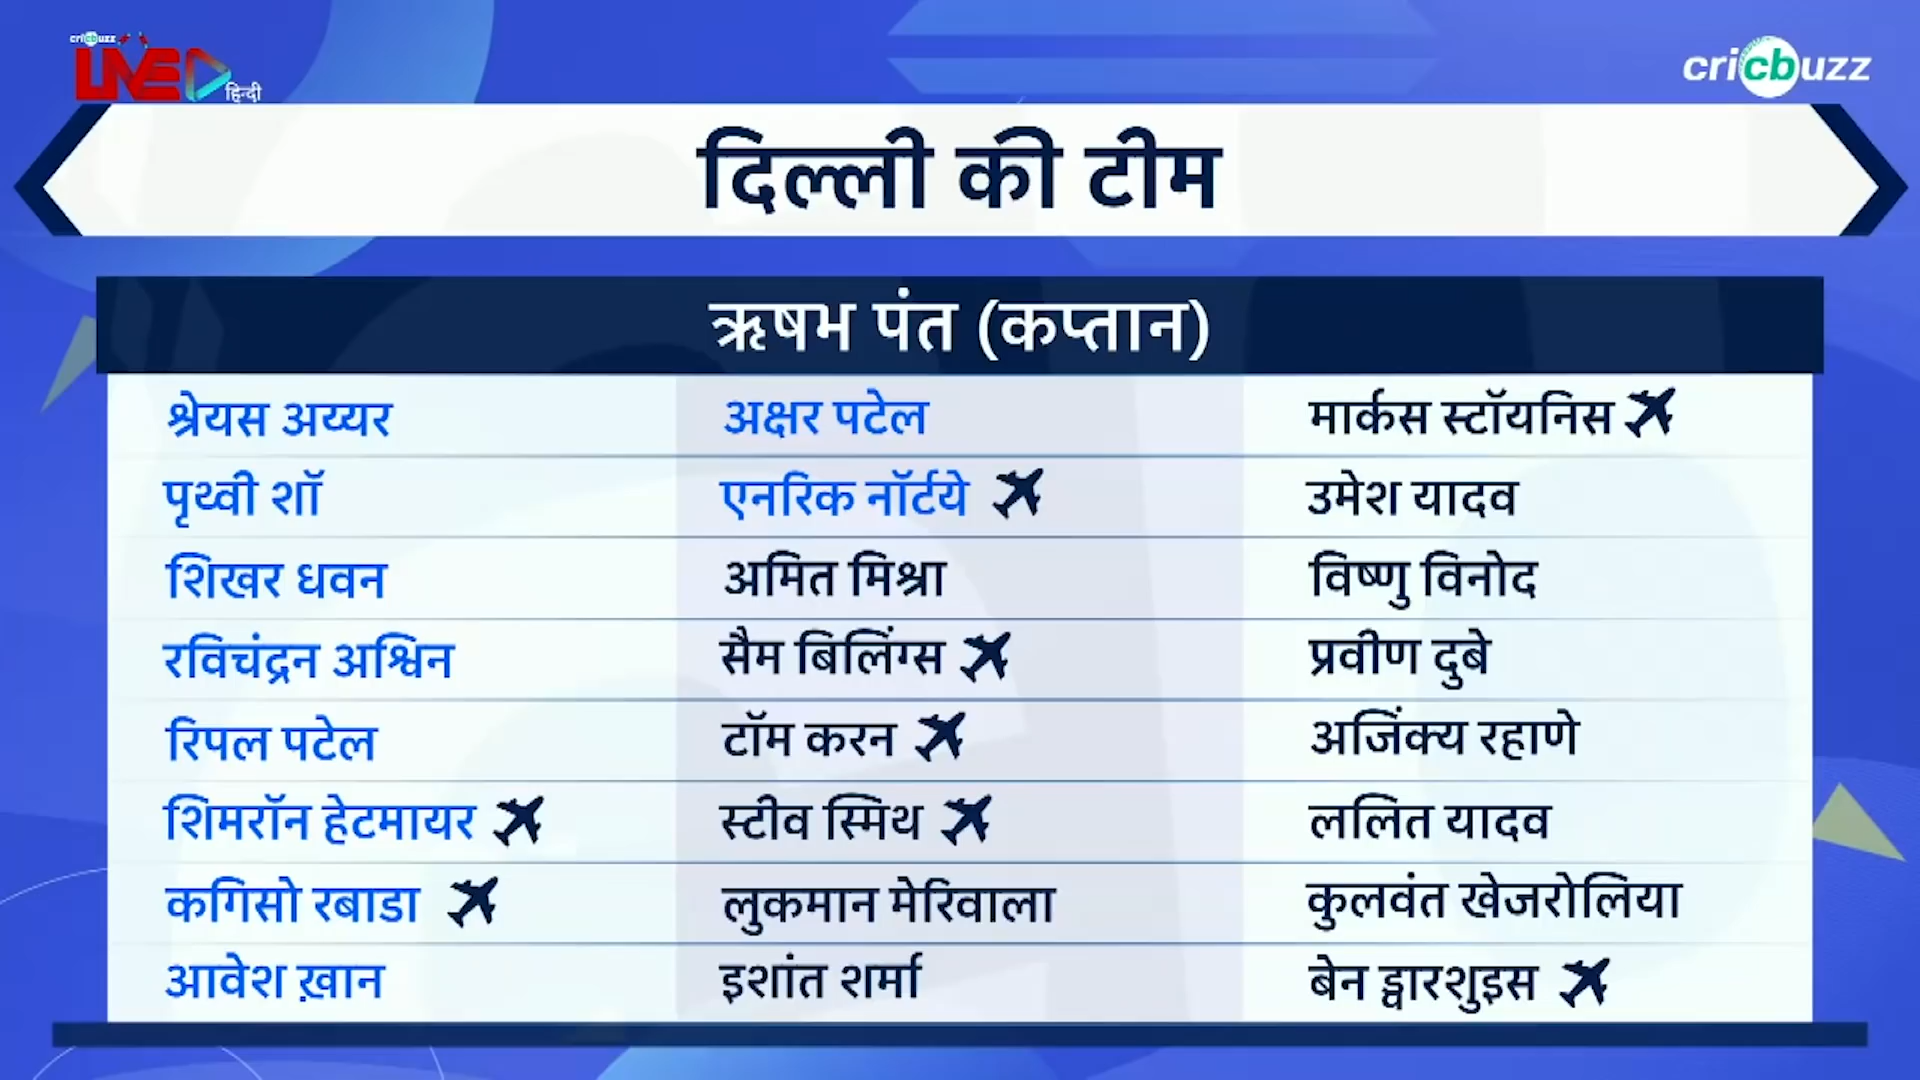 cricbuzz
LIVE
हिन्दी
cricbuzz
दिल्ली की टीम
ऋषभ पंत (कप्तान)
श्रेयस अय्यर
अक्षर पटेल
मार्कस स्टॉयनिस
पृथ्वी शॉ
एनरिक नॉर्टये
उमेश यादव
शिखर धवन
अमित मिश्रा
विष्णु विनोद
रविचंद्रन अश्विन
सैम बिलिंग्स
प्रवीण दुबे
रिपल पटेल
टॉम करन
अजिंक्य रहाणे
शिमरॉन हेटमायर
स्टीव स्मिथ
ललित यादव
कगिसो रबाडा
लुकमान मेरिवाला
कुलवंत खेजरोलिया
आवेश ख़ान
इशांत शर्मा
बेन ड्वारशुइस